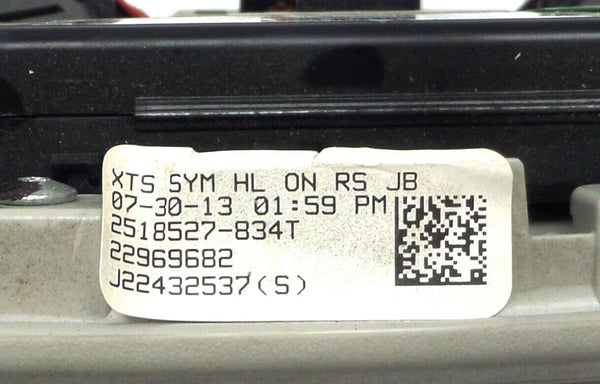 XTS SYM HL ON RS JB
07-30-13 01:59 PM
2518527-834T
22969682
J22432537(S)